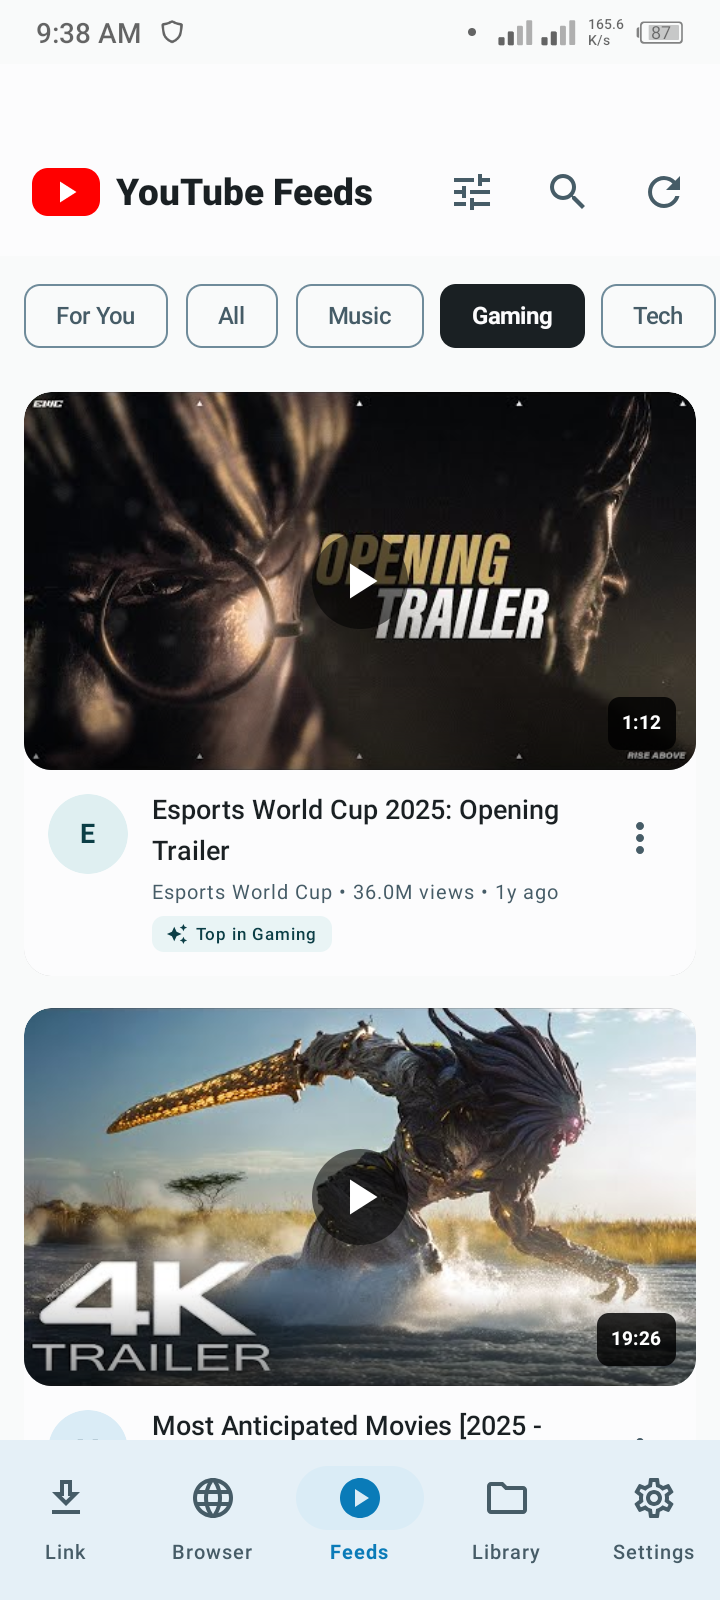 9:38 AM
165.6
K/s
87
YouTube Feeds
For You
All
Music
Gaming
Tech
EWC
OPENING
TRAILER
1:12
RISE ABOVE
E
Esports World Cup 2025: Opening
Trailer
Esports World Cup • 36.0M views • 1y ago
Top in Gaming
4K
TRAILER
19:26
Most Anticipated Movies [2025 -
Link
Browser
Feeds
Library
Settings